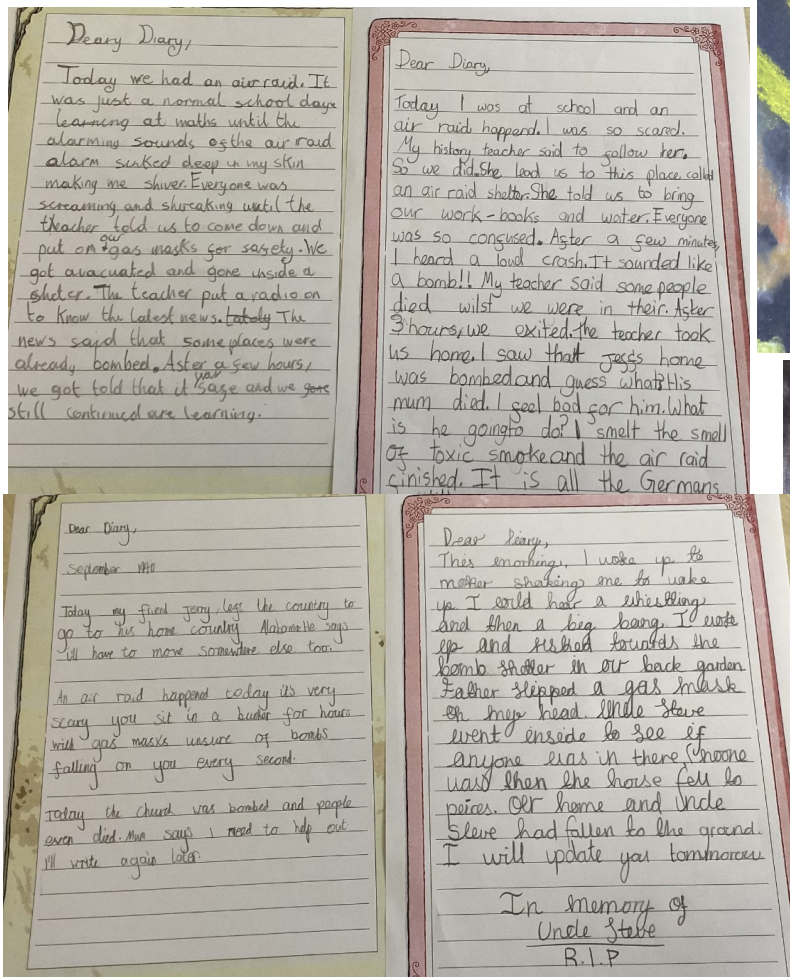 Deary Diary,
Today we had an air raid. It
was just a normal school day
learning at maths until the
alarming sounds of the air raid
alarm sinked deep in my skin
making me shiver. Everyone was
screaming and shireaking until the
theacher told us to come down and
put on our gas masks for safety. We
got avacuated and gone inside a
shelter. The teacher put a radio on
to know the latest news. The
news said that some places were
already bombed. After a few hours,
we got told that it was safe and we
still continued are learning.
Dear Diary,
Today I was at school and an
air raid happend. I was so scared.
My history teacher said to follow her.
So we did. She lead us to this place called
an air raid shelter. She told us to bring
our work-books and water. Everyone
was so confused. After a few minutes,
I heard a loud crash. It sounded like
a bomb!! My teacher said some people
died wilst we were in their. After
3 hours, we exited. the teacher took
us home. I saw that Jeff's home
was bombed and guess what? His
mum died. I feel bad for him. What
is he going to do? I smelt the smell
of toxic smoke and the air raid
finished. It is all the Germans
Dear Diary,
September 1940
Today my friend Jerry, left the country to
go to his home country Alabama. He says
i'll have to move somewhere else too.
An air raid happend today its very
scary you sit in a bunker for hours
with gas masks unsure of bombs
falling on you every second.
Today the church was bombed and people
even died. Mum says I need to help out
I'll write again later.
Dear Diary,
This morning, I woke up to
mother shaking me to wake
up. I could hear a whistling
and then a big bang. I woke
up and rushed towards the
bomb shelter in our back garden
Father slipped a gas mask
on my head. Uncle Steve
went inside to see if
anyone was in there, (noone
was) then the house fell to
peices. Our home and Uncle
Steve had fallen to the ground.
I will update you tommorow
In memory of
Uncle Steve
R.I.P